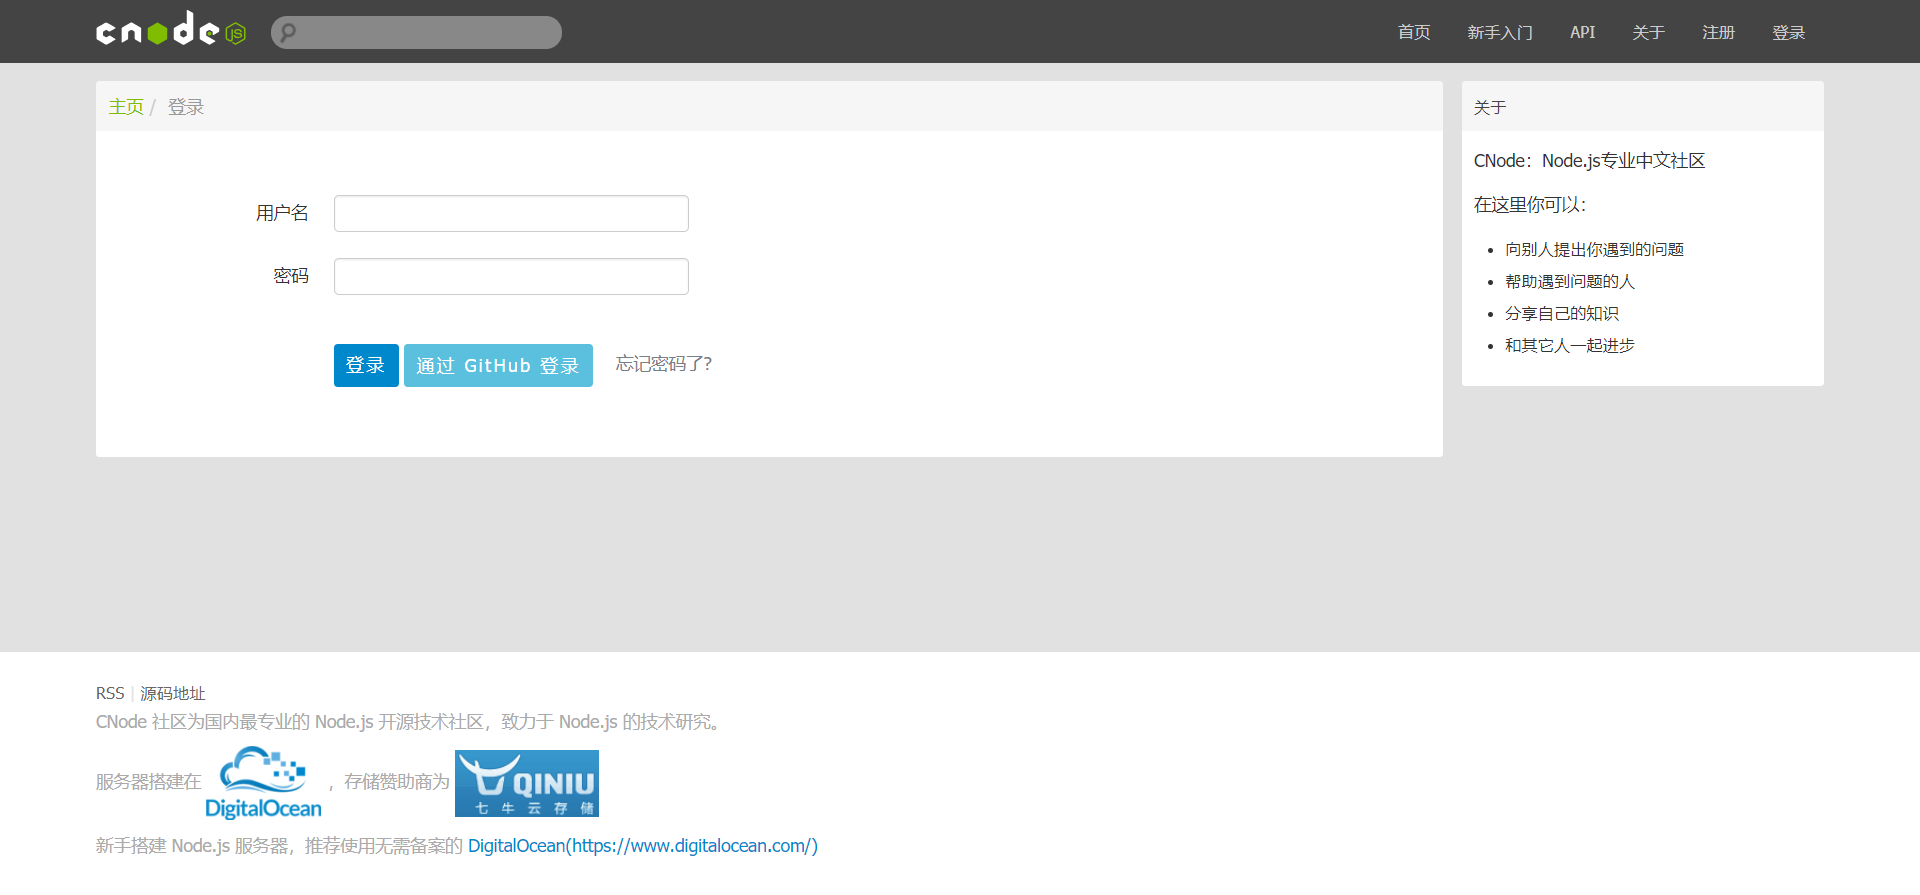 cnode JS
首页 新手入门 API 关于 注册 登录
主页 / 登录
用户名
密码
登录 通过 GitHub 登录 忘记密码了?
关于
CNode：Node.js专业中文社区
在这里你可以：
向别人提出你遇到的问题
帮助遇到问题的人
分享自己的知识
和其它人一起进步
RSS | 源码地址
CNode 社区为国内最专业的 Node.js 开源技术社区，致力于 Node.js 的技术研究。
服务器搭建在 DigitalOcean ，存储赞助商为 QINIU 七牛云存储
新手搭建 Node.js 服务器，推荐使用无需备案的 DigitalOcean(https://www.digitalocean.com/)